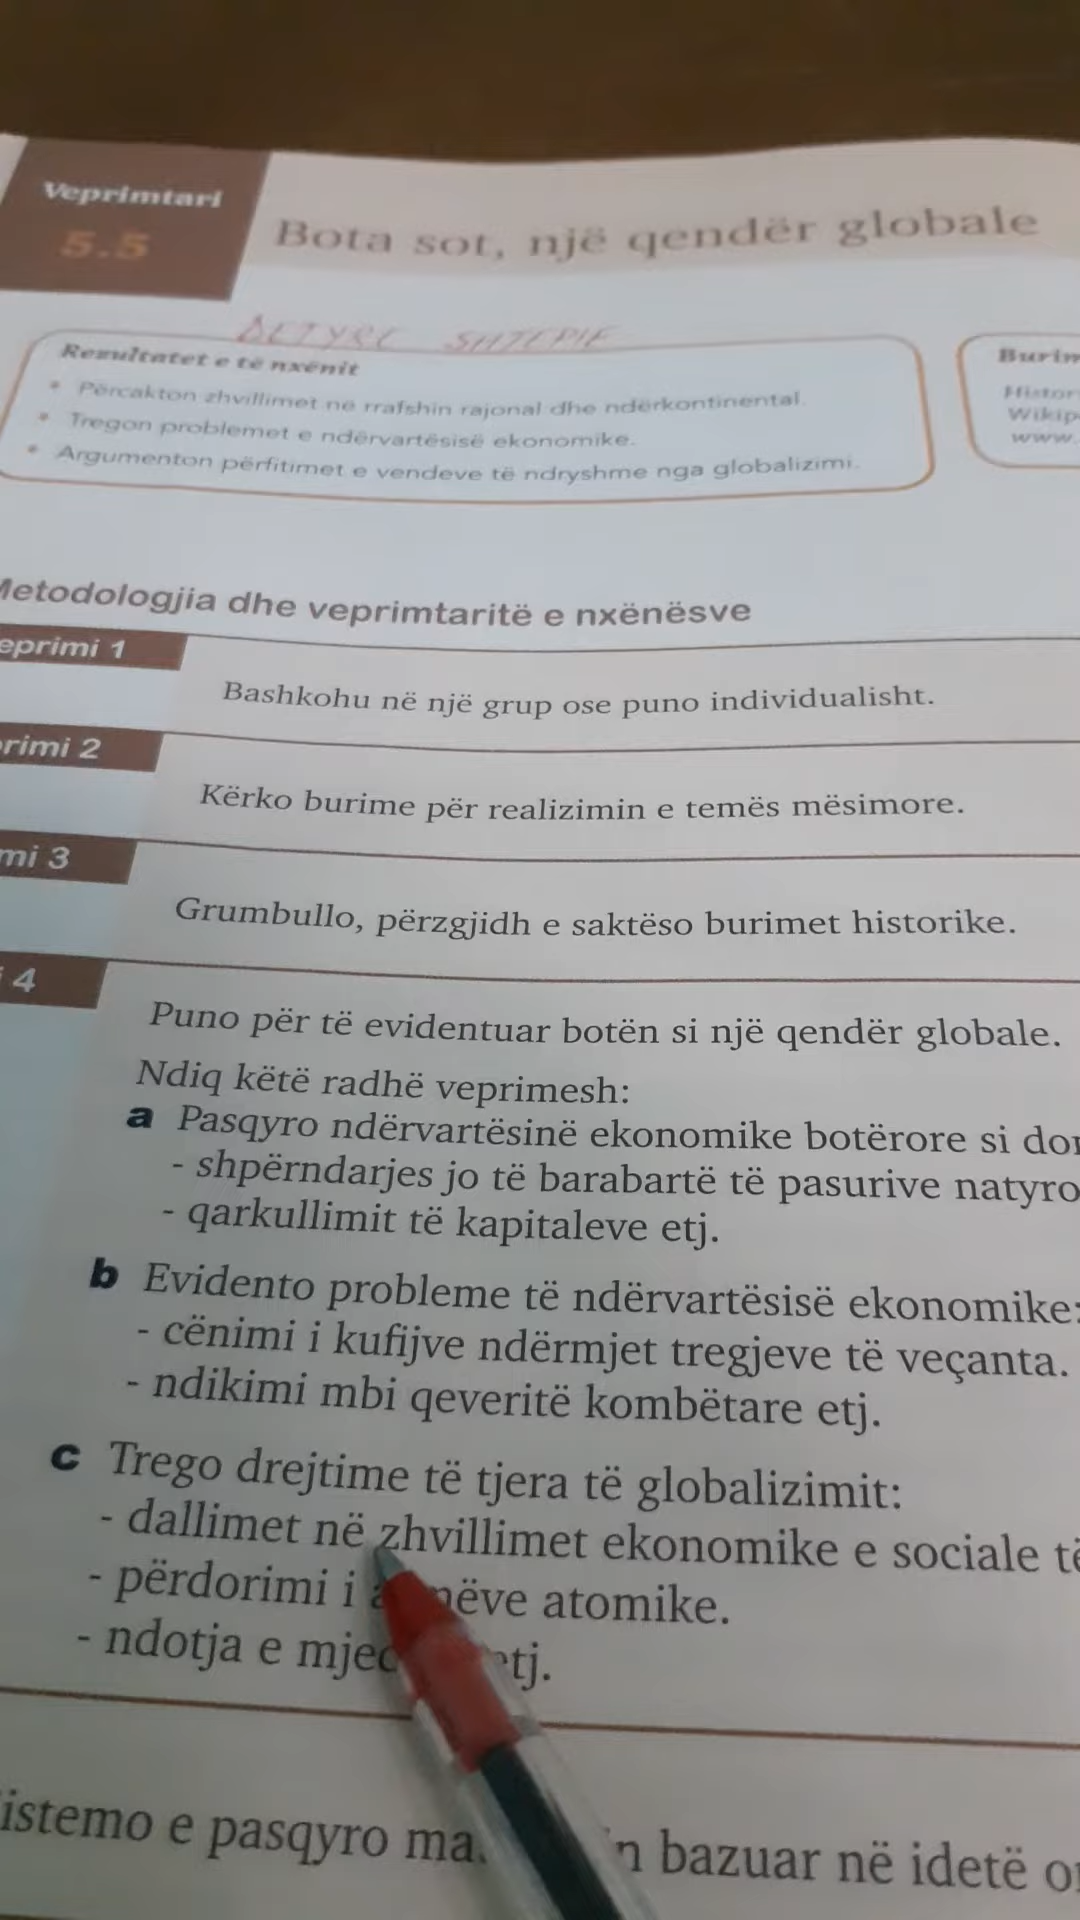 Veprimtari
5.5
Bota sot, një qendër globale
DETYRE SHTEPIE
Rezultatet e të nxënit
• Përcakton zhvillimet në rrafshin rajonal dhe ndërkontinental.
• Tregon problemet e ndërvartësisë ekonomike.
• Argumenton përfitimet e vendeve të ndryshme nga globalizimi.
Burim
Histor
Wikip
www.
Metodologjia dhe veprimtaritë e nxënësve
eprimi 1
Bashkohu në një grup ose puno individualisht.
rimi 2
Kërko burime për realizimin e temës mësimore.
mi 3
Grumbullo, përzgjidh e saktëso burimet historike.
i 4
Puno për të evidentuar botën si një qendër globale.
Ndiq këtë radhë veprimesh:
a Pasqyro ndërvartësinë ekonomike botërore si
- shpërndarjes jo të barabartë të pasurive natyro
- qarkullimit të kapitaleve etj.
b Evidento probleme të ndërvartësisë ekonomike:
- cënimi i kufijve ndërmjet tregjeve të veçanta.
- ndikimi mbi qeveritë kombëtare etj.
c Trego drejtime të tjera të globalizimit:
- dallimet në zhvillimet ekonomike e sociale të
- përdorimi i atomike.
- ndotja e etj.
istemo e pasqyro bazuar në idetë